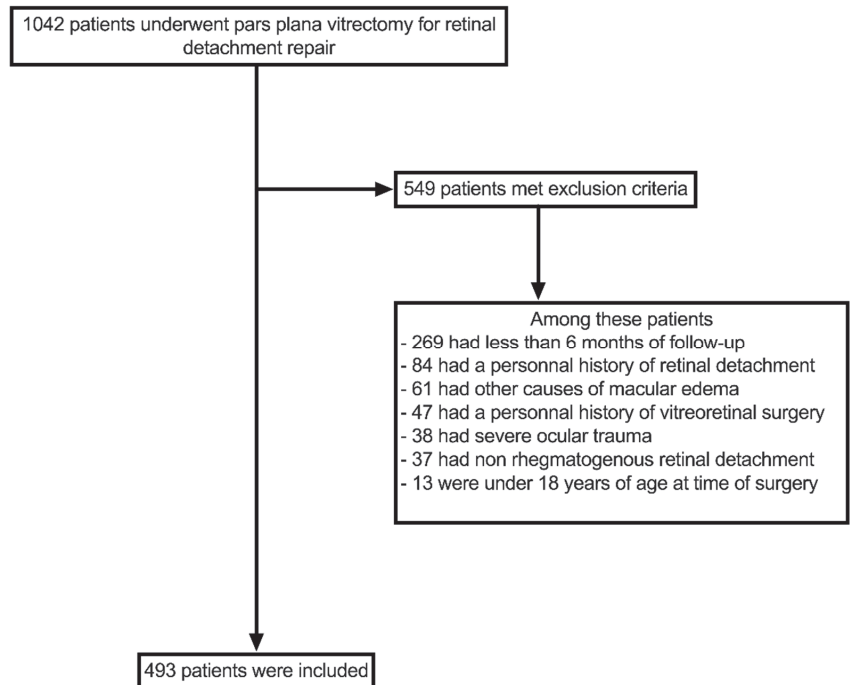 1042 patients underwent pars plana vitrectomy for retinal
detachment repair
549 patients met exclusion criteria
Among these patients
- 269 had less than 6 months of follow-up
- 84 had a personnal history of retinal detachment
- 61 had other causes of macular edema
- 47 had a personnal history of vitreoretinal surgery
- 38 had severe ocular trauma
- 37 had non rhegmatogenous retinal detachment
- 13 were under 18 years of age at time of surgery
493 patients were included